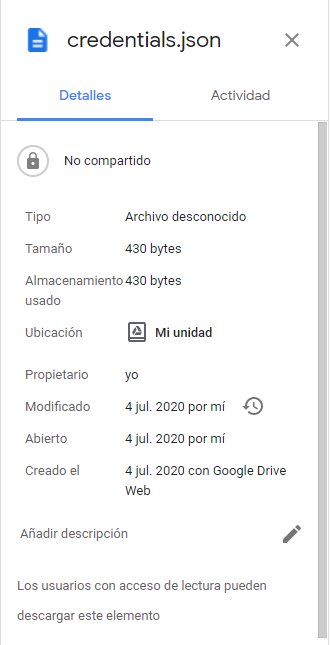 credentials.json
Detalles Actividad
No compartido
Tipo Archivo desconocido
Tamaño 430 bytes
Almacenamiento 430 bytes
usado
Ubicación Mi unidad
Propietario yo
Modificado 4 jul. 2020 por mí
Abierto 4 jul. 2020 por mí
Creado el 4 jul. 2020 con Google Drive
Web
Añadir descripción
Los usuarios con acceso de lectura pueden
descargar este elemento